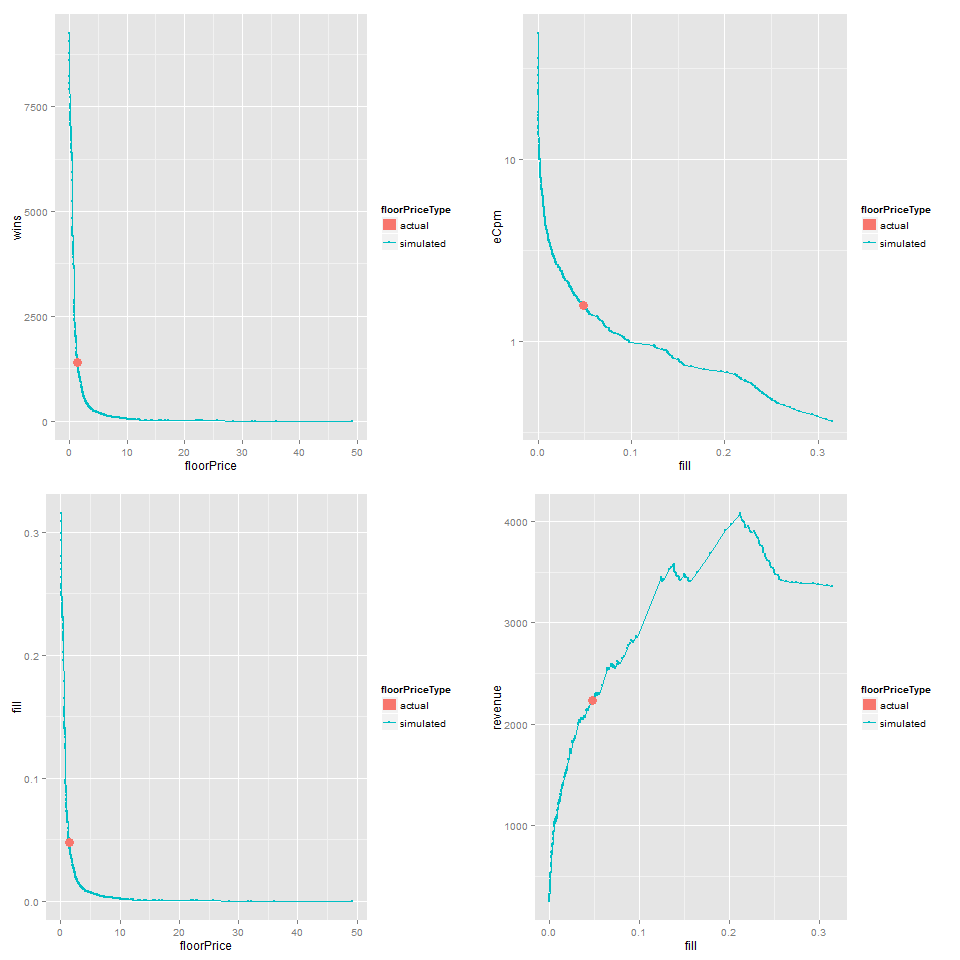 wins
7500
5000
2500
0
0 10 20 30 40 50
floorPrice
floorPriceType
actual
simulated
eCpm
10
1
0.0 0.1 0.2 0.3
fill
floorPriceType
actual
simulated
fill
0.3
0.2
0.1
0.0
0 10 20 30 40 50
floorPrice
floorPriceType
actual
simulated
revenue
4000
3000
2000
1000
0.0 0.1 0.2 0.3
fill
floorPriceType
actual
simulated